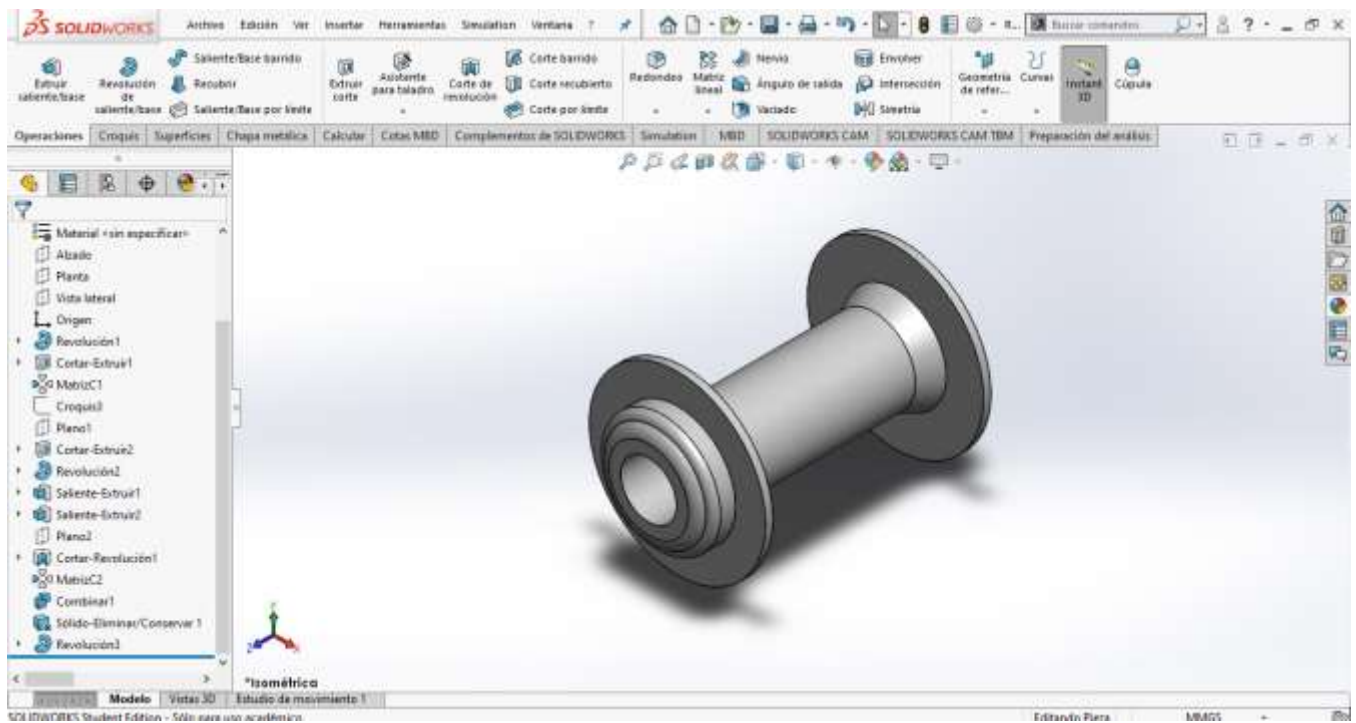 SOLIDWORKS Archivo Edición Ver Insertar Herramientas Simulation Ventana ? Buscar comandos
Extruir saliente/base
Revolución de saliente/base
Saliente/Base barrido
Recubrir
Saliente/Base por límite
Extruir corte
Asistente para taladro
Corte de revolución
Corte barrido
Corte recubierto
Corte por límite
Redondeo
Matriz lineal
Nervio
Ángulo de salida
Vaciado
Envolver
Intersección
Simetría
Geometría de refer...
Curvas
Instant 3D
Cúpula
Operaciones Croquis Superficies Chapa metálica Calcular Cotas MBD Complementos de SOLIDWORKS Simulation MBD SOLIDWORKS CAM SOLIDWORKS CAM TBM Preparación del análisis
Material <sin especificar>
Alzado
Planta
Vista lateral
Origen
Revolución1
Cortar-Extruir1
MatrizC1
Croquis3
Plano1
Cortar-Extruir2
Revolución2
Saliente-Extruir1
Saliente-Extruir2
Plano2
Cortar-Revolución1
MatrizC2
Combinar1
Sólido-Eliminar/Conservar 1
Revolución3
*Isométrica
Modelo Vistas 3D Estudio de movimiento 1
SOLIDWORKS Student Edition - Sólo para uso académico. Editando Pieza MMGS